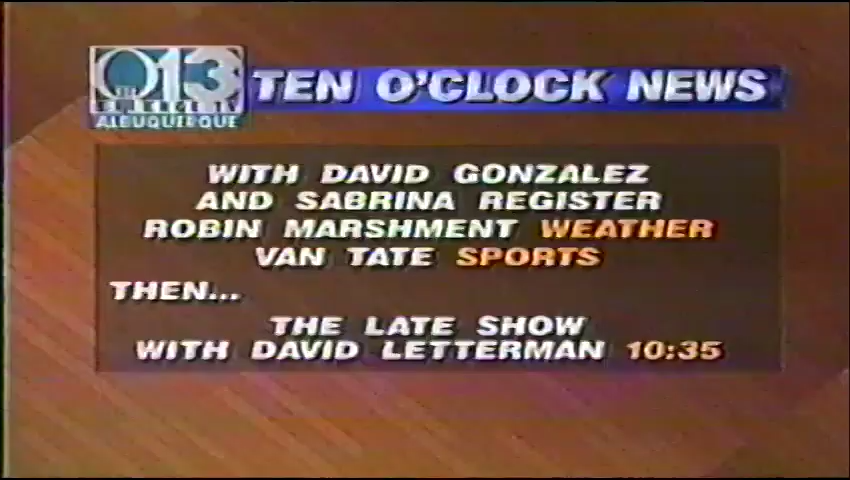 13
TEN O'CLOCK NEWS
ALBUQUERQUE
WITH DAVID GONZALEZ
AND SABRINA REGISTER
ROBIN MARSHMENT WEATHER
VAN TATE SPORTS
THEN...
THE LATE SHOW
WITH DAVID LETTERMAN 10:35